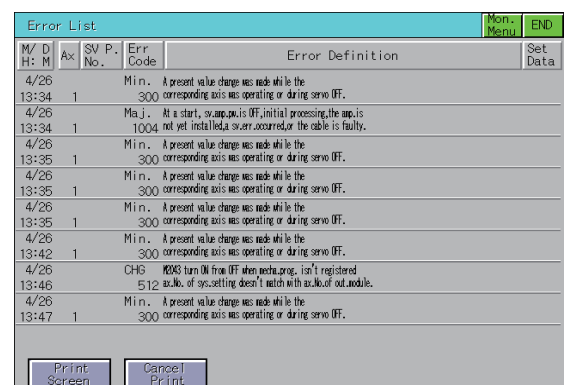 Error List
Mon. Menu END
M/ D H: M Ax SV P. No. Err Code Error Definition Set Data
4/26 Min. A present value change was made while the
13:34 1 300 corresponding axis was operating or during servo OFF.
4/26 Maj. At a start, sv.amp.pw.is OFF,initial processing,the amp.is
13:34 1 1004 not yet installed,a sv.err.occurred,or the cable is faulty.
4/26 Min. A present value change was made while the
13:35 1 300 corresponding axis was operating or during servo OFF.
4/26 Min. A present value change was made while the
13:35 1 300 corresponding axis was operating or during servo OFF.
4/26 Min. A present value change was made while the
13:35 1 300 corresponding axis was operating or during servo OFF.
4/26 Min. A present value change was made while the
13:42 1 300 corresponding axis was operating or during servo OFF.
4/26 CHG M2043 turn ON from OFF when mecha.prog. isn't registered
13:46 512 ax.No. of sys.setting doesn't match with ax.No.of out.module.
4/26 Min. A present value change was made while the
13:47 1 300 corresponding axis was operating or during servo OFF.
Print Screen Cancel Print